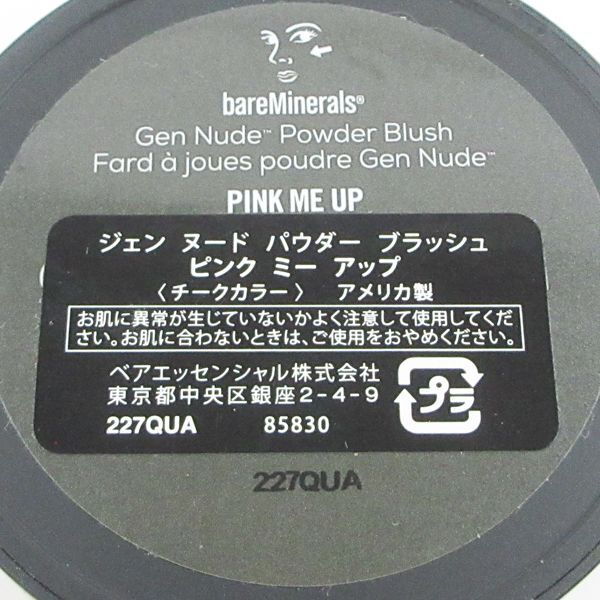 bareMinerals®
Gen Nude™ Powder Blush
Fard à joues poudre Gen Nude™
PINK ME UP
ジェン ヌード パウダー ブラッシュ
ピンク ミー アップ
〈チークカラー〉 アメリカ製
お肌に異常が生じていないかよく注意して使用してくだ
さい。お肌に合わないときは、ご使用をおやめください。
ベアエッセンシャル株式会社
東京都中央区銀座2-4-9
プラ
227QUA 85830
227QUA